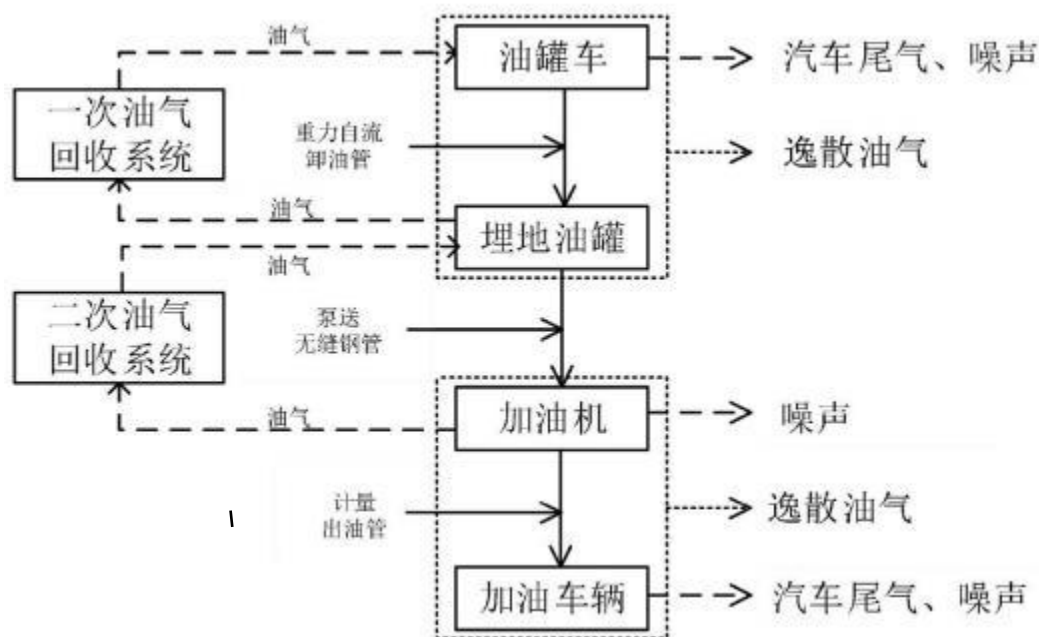 油气
油罐车
汽车尾气、噪声
一次油气
回收系统
重力自流
卸油管
逸散油气
油气
埋地油罐
油气
二次油气
回收系统
泵送
无缝钢管
加油机
噪声
油气
计量
出油管
逸散油气
加油车辆
汽车尾气、噪声